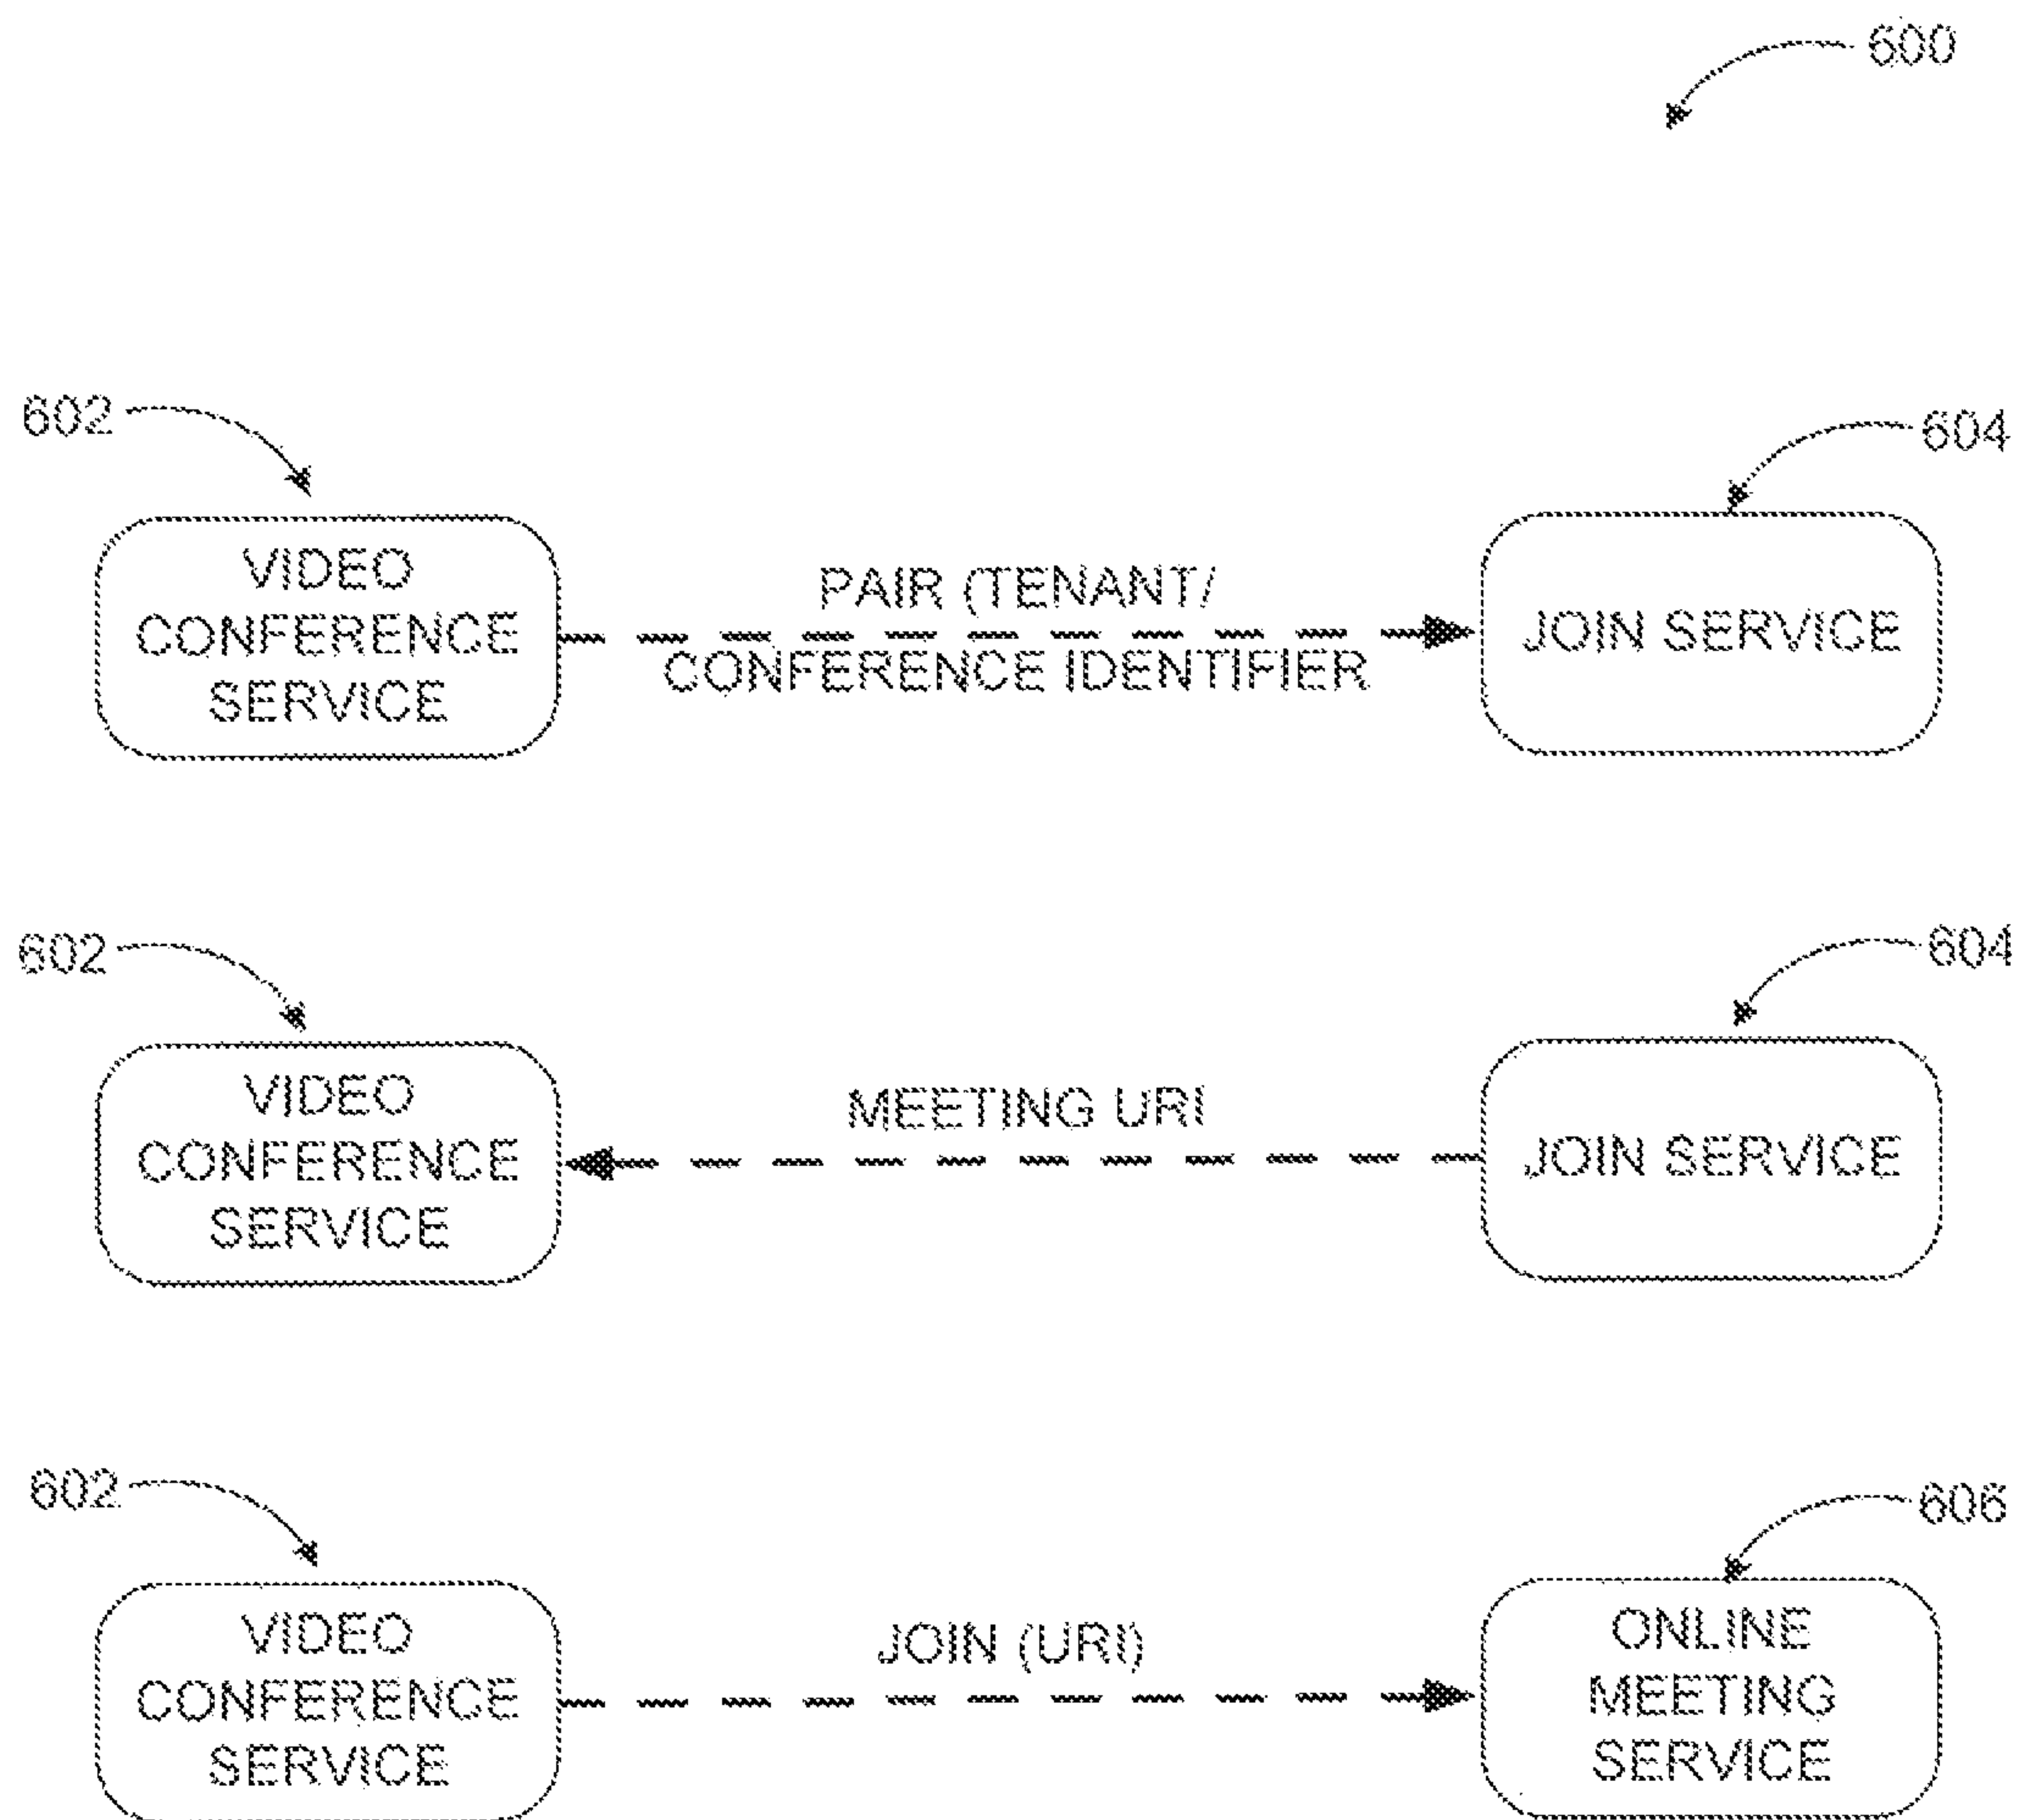 600
602
604
VIDEO
CONFERENCE
SERVICE
PAIR (TENANT/
CONFERENCE IDENTIFIER
JOIN SERVICE
602
604
VIDEO
CONFERENCE
SERVICE
MEETING URI
JOIN SERVICE
602
606
VIDEO
CONFERENCE
SERVICE
JOIN (URI)
ONLINE
MEETING
SERVICE